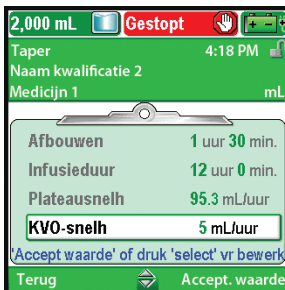 2,000 mL Gestopt
Taper 4:18 PM
Naam kwalificatie 2
Medicijn 1 mL
Afbouwen 1 uur 30 min.
Infusieduur 12 uur 0 min.
Plateausnelh 95.3 mL/uur
KVO-snelh 5 mL/uur
'Accept waarde' of druk 'select' vr bewerk
Terug Accept. waarde